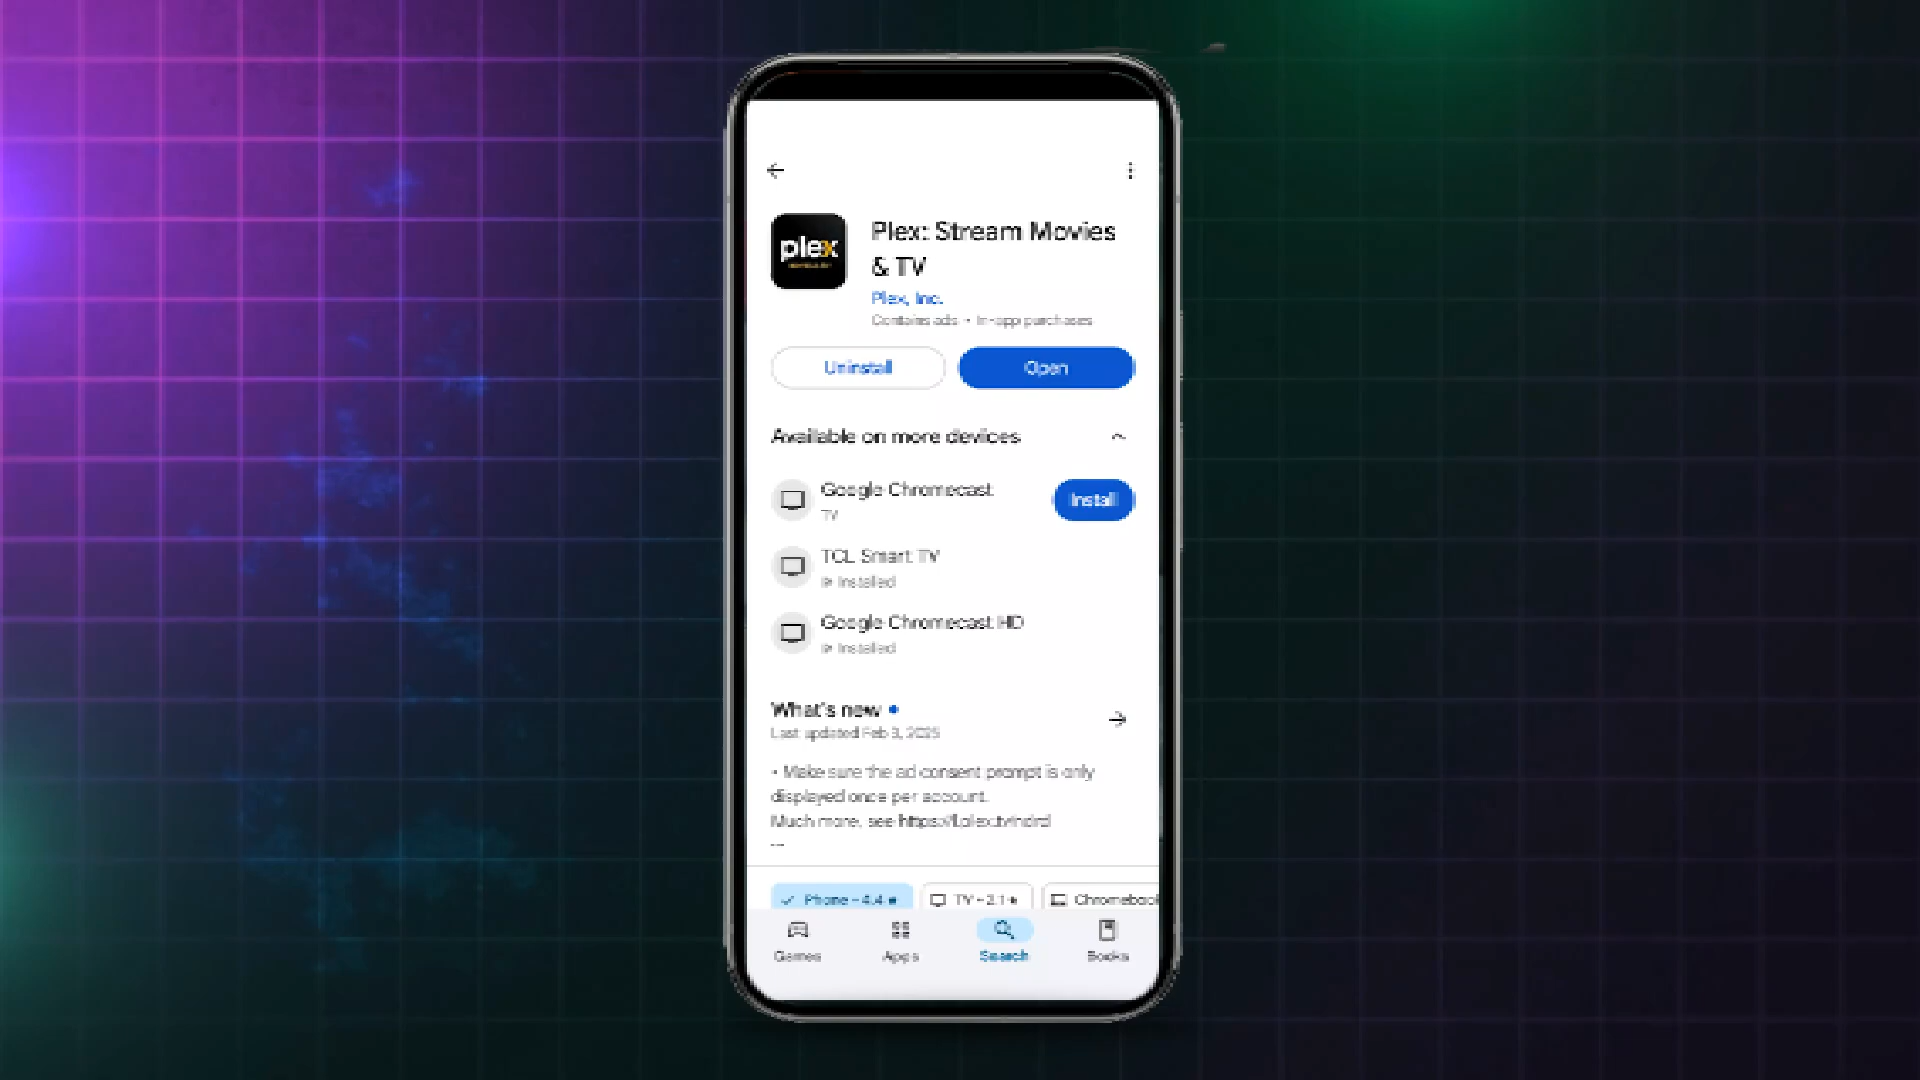 plex
Plex: Stream Movies
& TV
Plex, Inc.
Contains ads • In-app purchases
Uninstall
Open
Available on more devices
Google Chromecast
TV
Install
TCL Smart TV
Installed
Google Chromecast HD
Installed
What's new
Last updated Feb 3, 2025
• Make sure the ad consent prompt is only
displayed once per account.
Much more, see
Phone – 4.4 ★
TV – 2.1 ★
Chromebook
Games
Apps
Search
Books